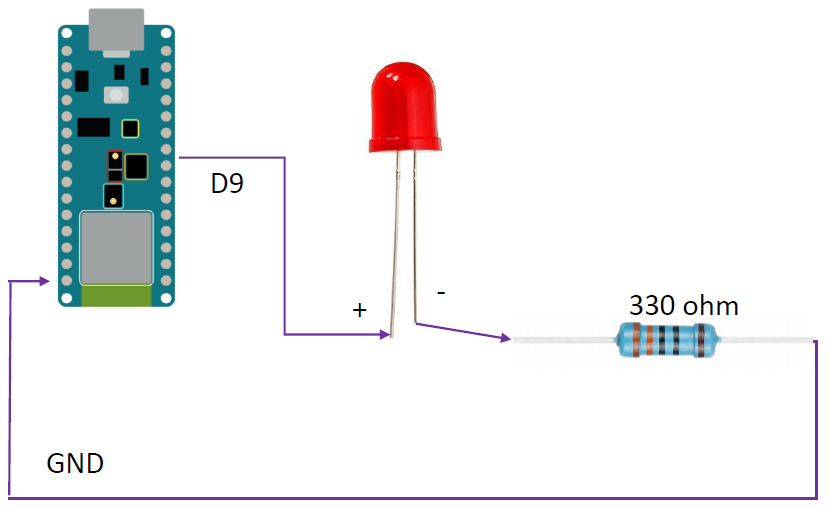 D9
+
-
330 ohm
GND